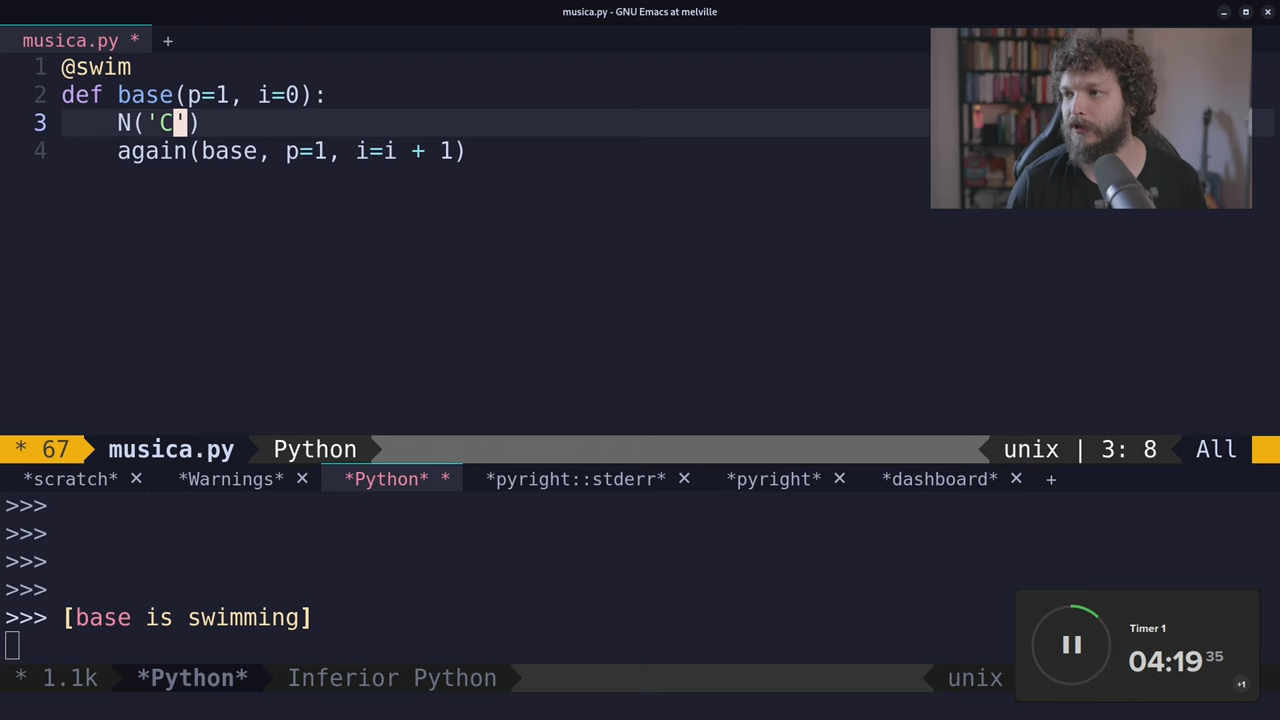 musica.py - GNU Emacs at melville
musica.py * +
1 @swim
2 def base(p=1, i=0):
3     N('C')
4     again(base, p=1, i=i + 1)
* 67 musica.py Python unix | 3: 8 All
*scratch* × *Warnings* × *Python* * *pyright::stderr* × *pyright* × *dashboard* × +
>>>
>>>
>>>
>>>
>>> [base is swimming]
* 1.1k *Python* Inferior Python unix
Timer 1
04:19 35
+1